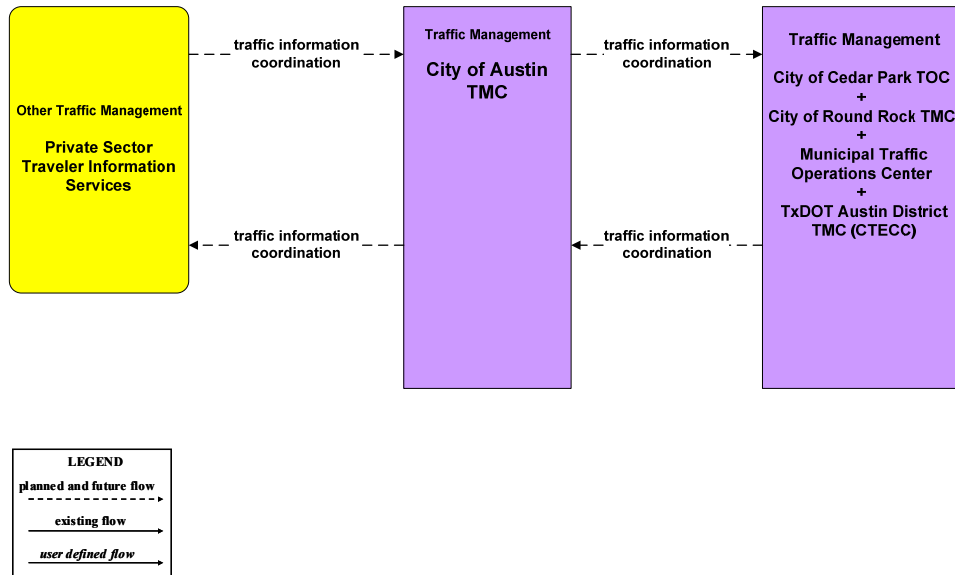 Other Traffic Management
Private Sector
Traveler Information
Services
traffic information
coordination
traffic information
coordination
Traffic Management
City of Austin
TMC
traffic information
coordination
traffic information
coordination
Traffic Management
City of Cedar Park TOC
+
City of Round Rock TMC
+
Municipal Traffic
Operations Center
+
TxDOT Austin District
TMC (CTECC)
LEGEND
planned and future flow
existing flow
user defined flow